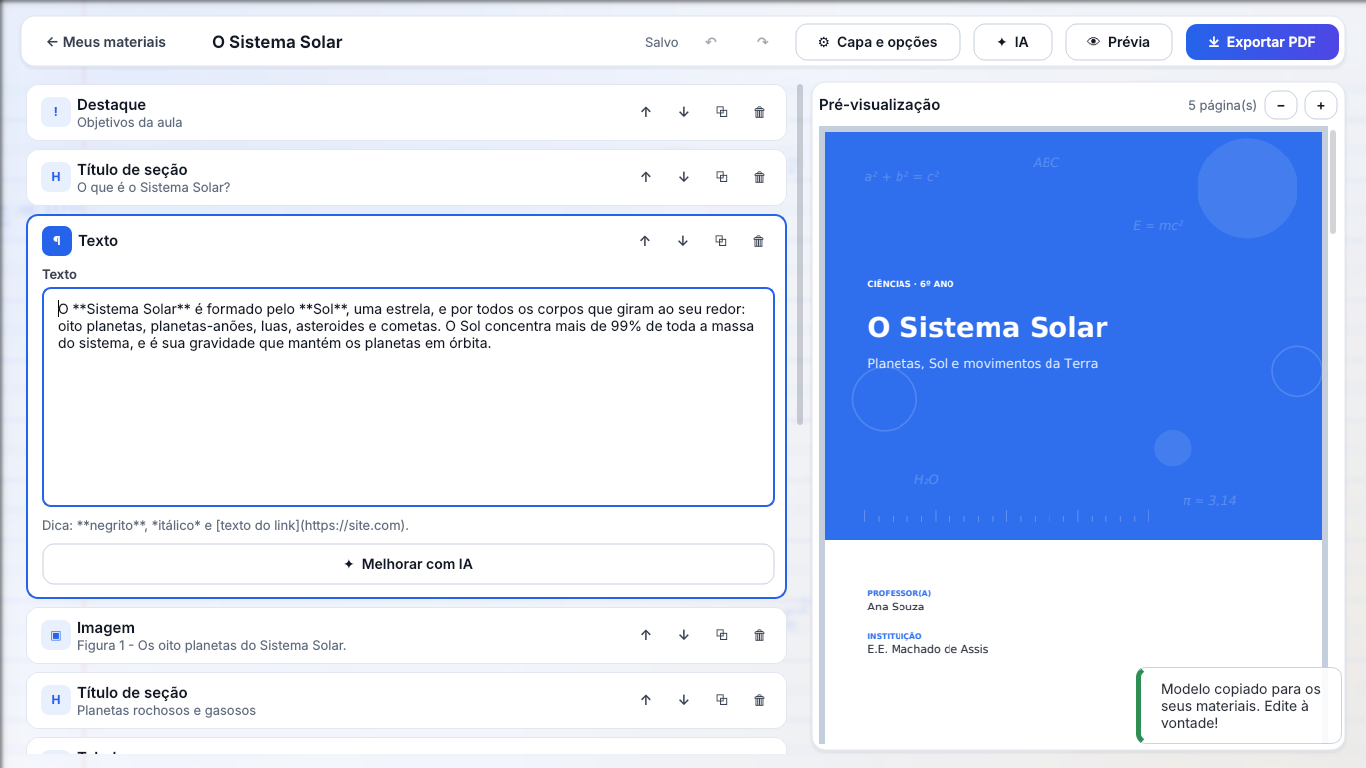 ← Meus materiais
O Sistema Solar
Salvo
Capa e opções
IA
Prévia
Exportar PDF
!
Destaque
Objetivos da aula
H
Título de seção
O que é o Sistema Solar?
¶
Texto
Texto
O **Sistema Solar** é formado pelo **Sol**, uma estrela, e por todos os corpos que giram ao seu redor:
oito planetas, planetas-anões, luas, asteroides e cometas. O Sol concentra mais de 99% de toda a massa
do sistema, e é sua gravidade que mantém os planetas em órbita.
Dica: **negrito**, *itálico* e [texto do link](https://site.com).
Melhorar com IA
Imagem
Figura 1 - Os oito planetas do Sistema Solar.
H
Título de seção
Planetas rochosos e gasosos
Pré-visualização
5 página(s)
−
+
ABC
a² + b² = c²
E = mc²
CIÊNCIAS · 6º ANO
O Sistema Solar
Planetas, Sol e movimentos da Terra
H₂O
π ≈ 3,14
PROFESSOR(A)
Ana Souza
INSTITUIÇÃO
E.E. Machado de Assis
Modelo copiado para os
seus materiais. Edite à
vontade!